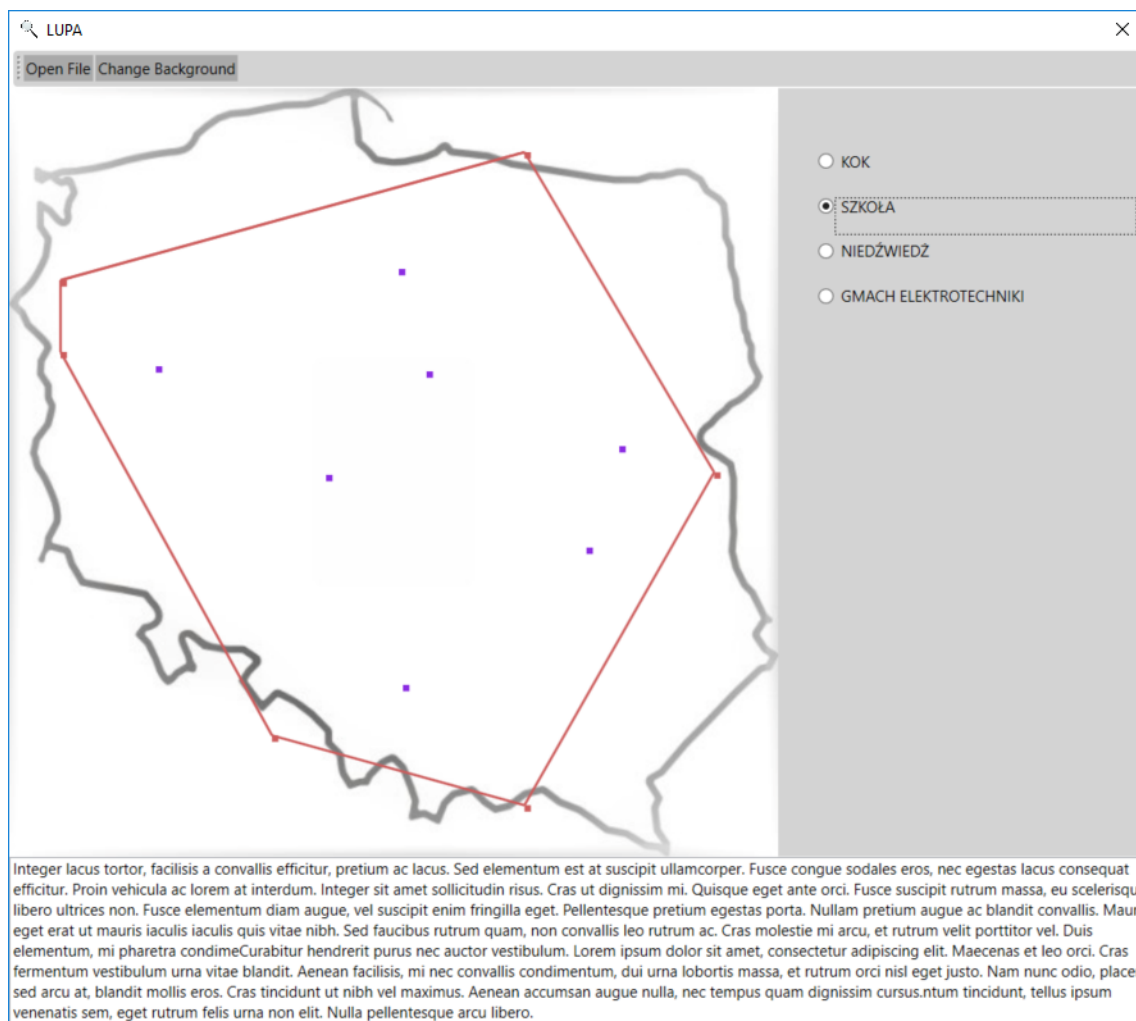 LUPA
Open File Change Background
KOK
SZKOŁA
NIEDŹWIEDŹ
GMACH ELEKTROTECHNIKI
Integer lacus tortor, facilisis a convallis efficitur, pretium ac lacus. Sed elementum est at suscipit ullamcorper. Fusce congue sodales eros, nec egestas lacus consequat
efficitur. Proin vehicula ac lorem at interdum. Integer sit amet sollicitudin risus. Cras ut dignissim mi. Quisque eget ante orci. Fusce suscipit rutrum massa, eu scelerisqu
libero ultrices non. Fusce elementum diam augue, vel suscipit enim fringilla eget. Pellentesque pretium egestas porta. Nullam pretium augue ac blandit convallis. Maur
eget erat ut mauris iaculis iaculis quis vitae nibh. Sed faucibus rutrum quam, non convallis leo rutrum ac. Cras molestie mi arcu, et rutrum velit porttitor vel. Duis
elementum, mi pharetra condimeCurabitur hendrerit purus nec auctor vestibulum. Lorem ipsum dolor sit amet, consectetur adipiscing elit. Maecenas et leo orci. Cras
fermentum vestibulum urna vitae blandit. Aenean facilisis, mi nec convallis condimentum, dui urna lobortis massa, et rutrum orci nisl eget justo. Nam nunc odio, place
sed arcu at, blandit mollis eros. Cras tincidunt ut nibh vel maximus. Aenean accumsan augue nulla, nec tempus quam dignissim cursus.ntum tincidunt, tellus ipsum
venenatis sem, eget rutrum felis urna non elit. Nulla pellentesque arcu libero.